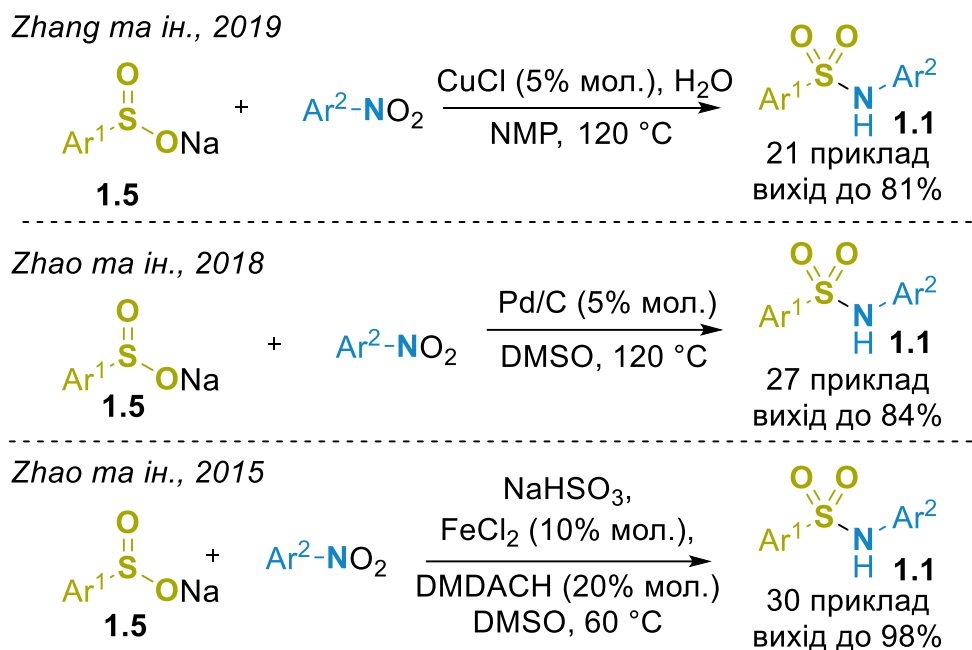 Zhang та ін., 2019
O
Ar¹ S ONa
1.5
+
Ar²-NO₂
CuCl (5% мол.), H₂O
NMP, 120 °C
O O
Ar¹ S N Ar²
H 1.1
21 приклад
вихід до 81%
Zhao та ін., 2018
O
Ar¹ S ONa
1.5
+
Ar²-NO₂
Pd/C (5% мол.)
DMSO, 120 °C
O O
Ar¹ S N Ar²
H 1.1
27 приклад
вихід до 84%
Zhao та ін., 2015
O
Ar¹ S ONa
1.5
+
Ar²-NO₂
NaHSO₃,
FeCl₂ (10% мол.),
DMDACH (20% мол.)
DMSO, 60 °C
O O
Ar¹ S N Ar²
H 1.1
30 приклад
вихід до 98%